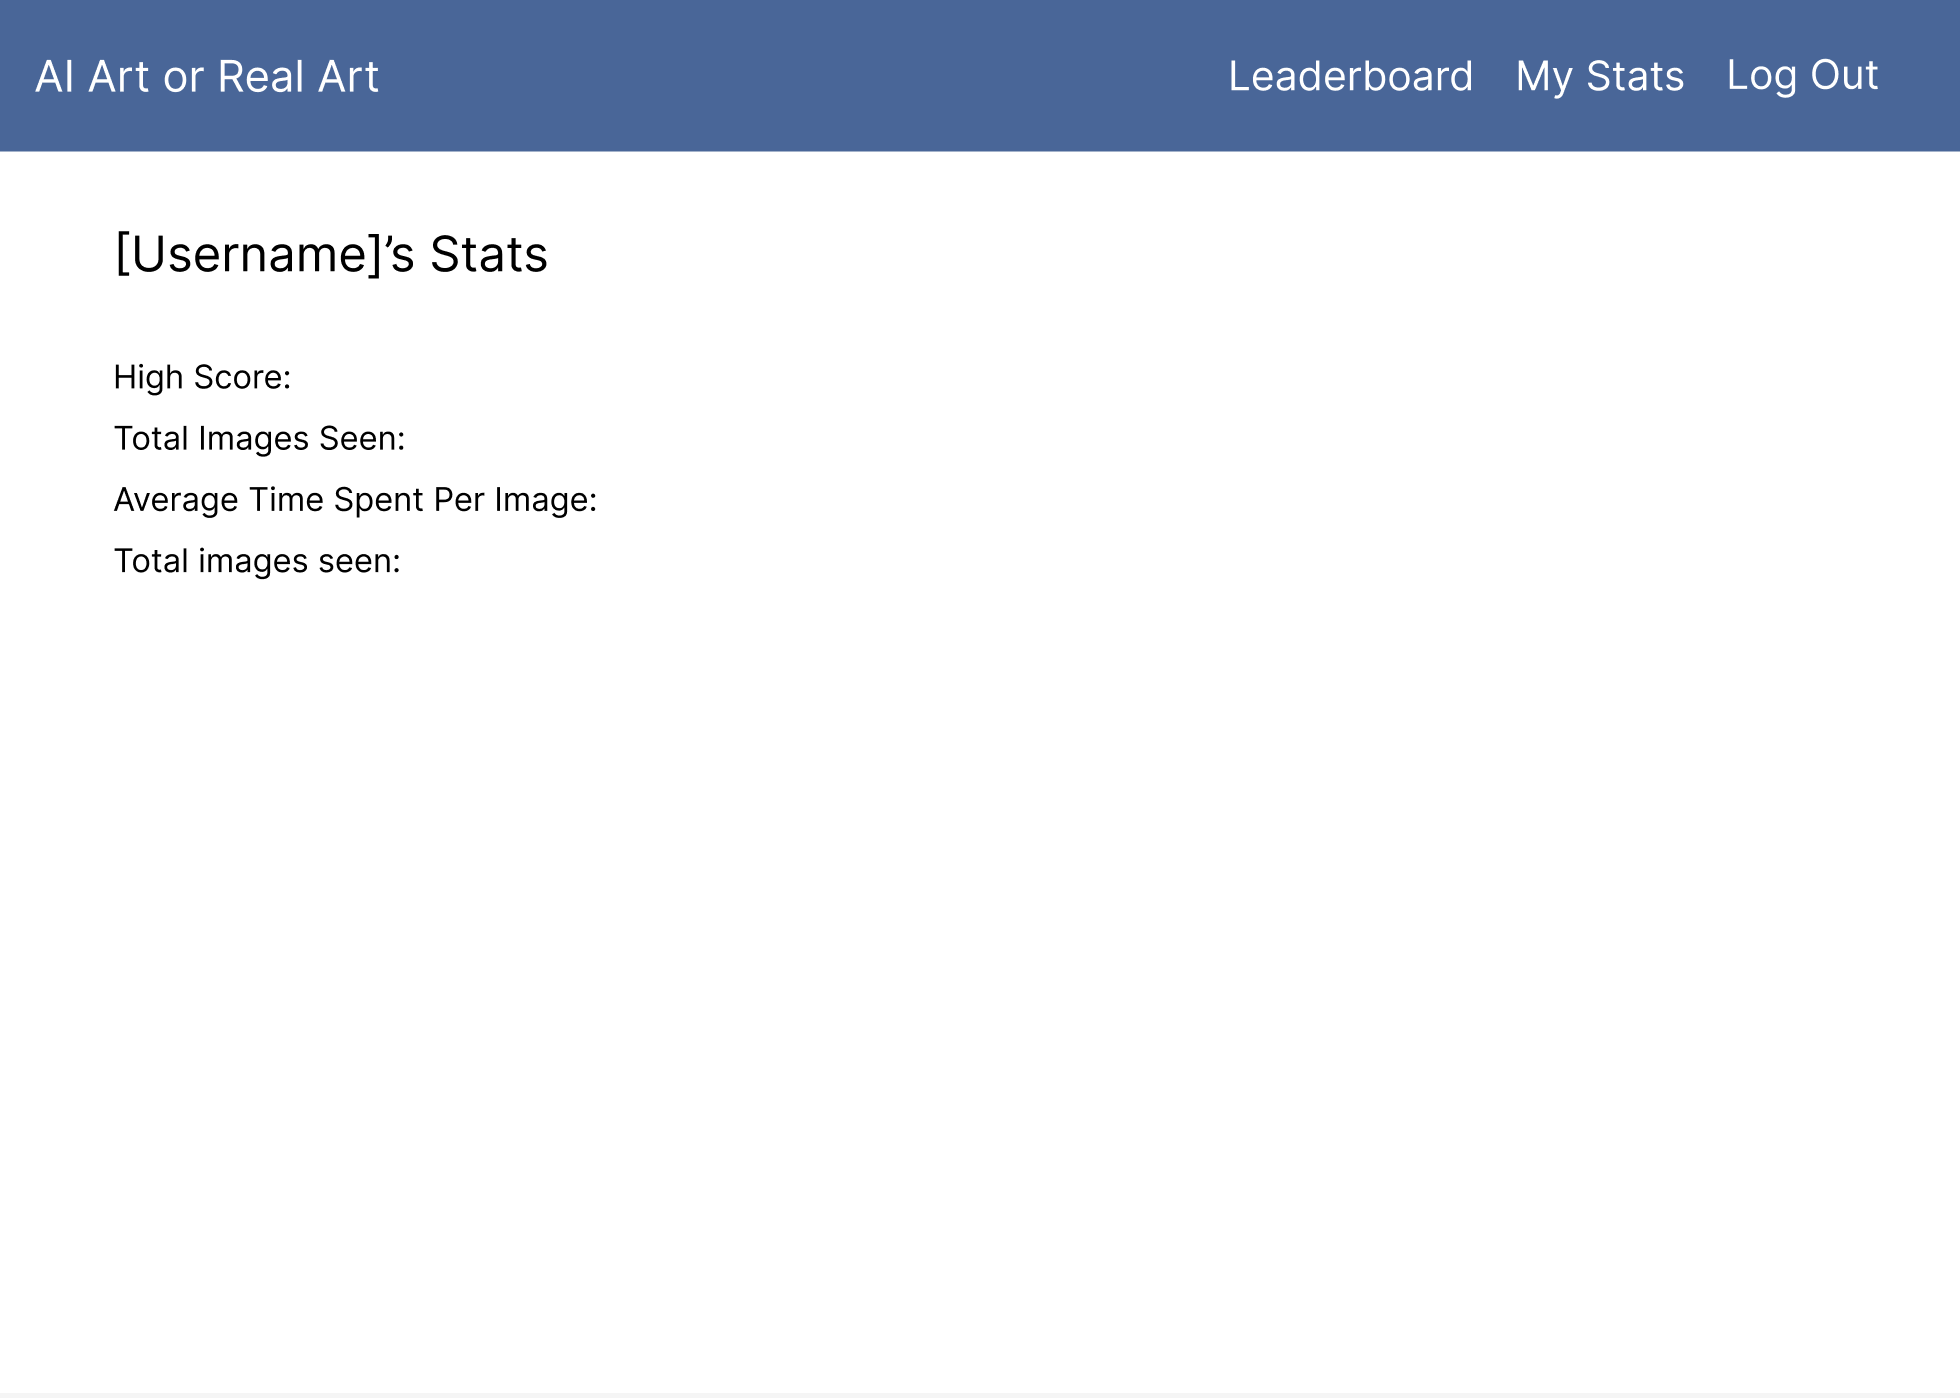 AI Art or Real Art Leaderboard My Stats Log Out
[Username]’s Stats
High Score:
Total Images Seen:
Average Time Spent Per Image:
Total images seen: